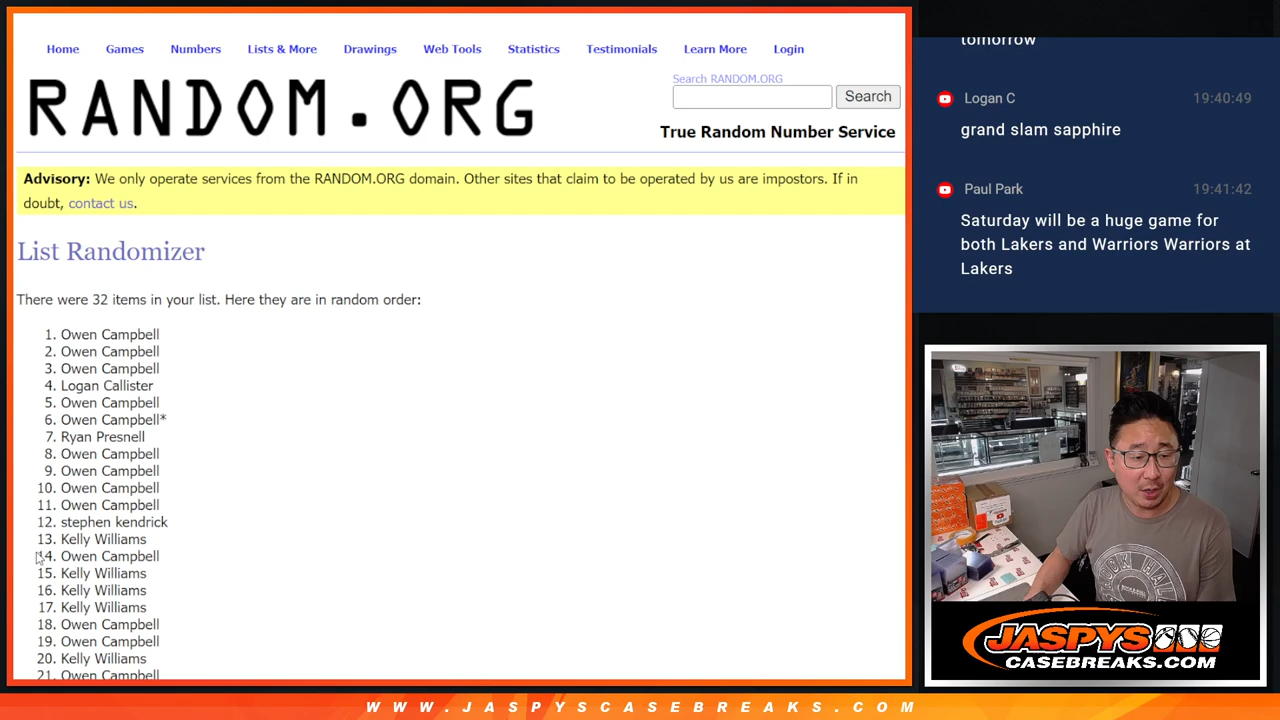 Home Games Numbers Lists & More Drawings Web Tools Statistics Testimonials Learn More Login
RANDOM.ORG
Search RANDOM.ORG
Search
True Random Number Service
Advisory: We only operate services from the RANDOM.ORG domain. Other sites that claim to be operated by us are impostors. If in
doubt, contact us.
List Randomizer
There were 32 items in your list. Here they are in random order:
1. Owen Campbell
2. Owen Campbell
3. Owen Campbell
4. Logan Callister
5. Owen Campbell
6. Owen Campbell*
7. Ryan Presnell
8. Owen Campbell
9. Owen Campbell
10. Owen Campbell
11. Owen Campbell
12. stephen kendrick
13. Kelly Williams
14. Owen Campbell
15. Kelly Williams
16. Kelly Williams
17. Kelly Williams
18. Owen Campbell
19. Owen Campbell
20. Kelly Williams
21. Owen Campbell
tomorrow
Logan C 19:40:49
grand slam sapphire
Paul Park 19:41:42
Saturday will be a huge game for
both Lakers and Warriors Warriors at
Lakers
JASPYS
CASEBREAKS.COM
WWW.JASPYSCASEBREAKS.COM